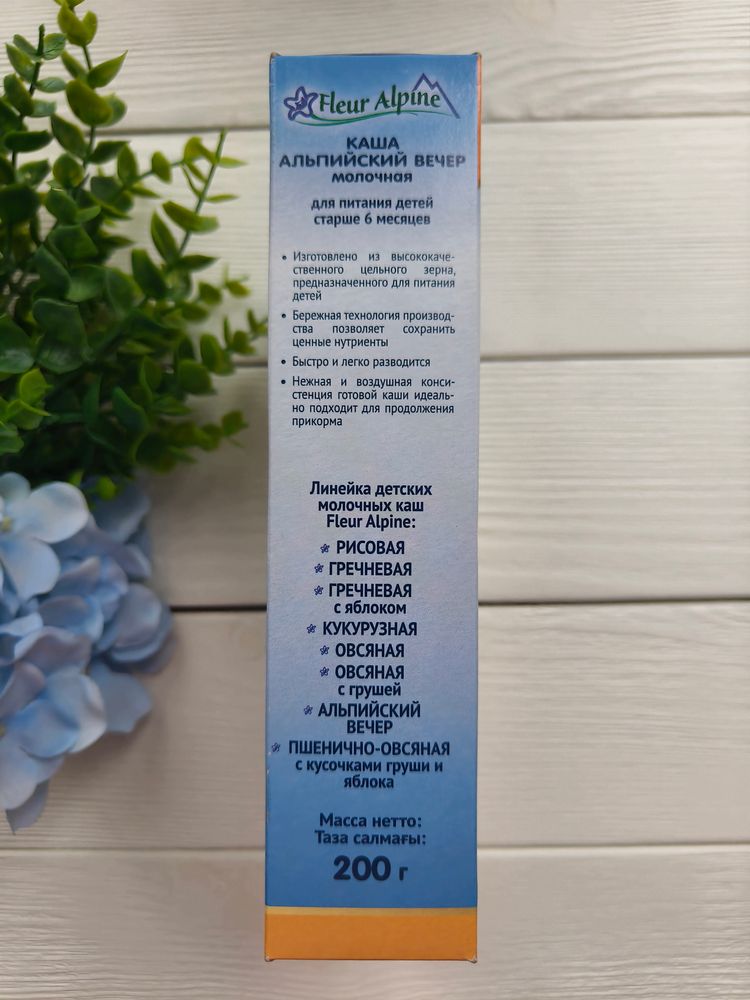 Fleur Alpine
КАША
АЛЬПИЙСКИЙ ВЕЧЕР
молочная
для питания детей
старше 6 месяцев
• Изготовлено из высококаче-
ственного цельного зерна,
предназначенного для питания
детей
• Бережная технология производ-
ства позволяет сохранить
ценные нутриенты
• Быстро и легко разводится
• Нежная и воздушная конси-
стенция готовой каши идеаль-
но подходит для продолжения
прикорма
Линейка детских
молочных каш
Fleur Alpine:
РИСОВАЯ
ГРЕЧНЕВАЯ
ГРЕЧНЕВАЯ
с яблоком
КУКУРУЗНАЯ
ОВСЯНАЯ
ОВСЯНАЯ
с грушей
АЛЬПИЙСКИЙ
ВЕЧЕР
ПШЕНИЧНО-ОВСЯНАЯ
с кусочками груши и
яблока
Масса нетто:
Таза салмағы:
200 г